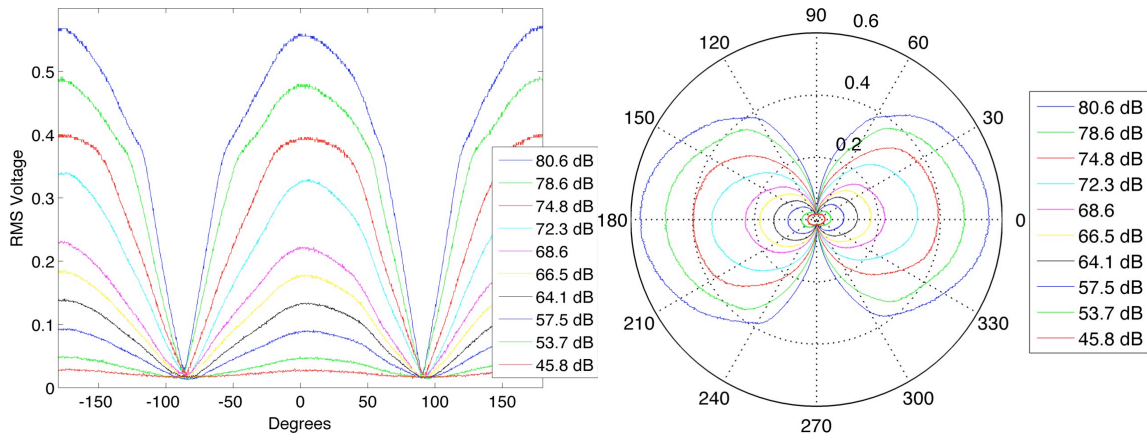 RMS Voltage
0.5
0.4
0.3
0.2
0.1
0
-150
-100
-50
0
50
100
150
Degrees
80.6 dB
78.6 dB
74.8 dB
72.3 dB
68.6
66.5 dB
64.1 dB
57.5 dB
53.7 dB
45.8 dB
90
0.6
120
60
0.4
150
30
0.2
180
0
210
330
240
300
270
80.6 dB
78.6 dB
74.8 dB
72.3 dB
68.6 dB
66.5 dB
64.1 dB
57.5 dB
53.7 dB
45.8 dB